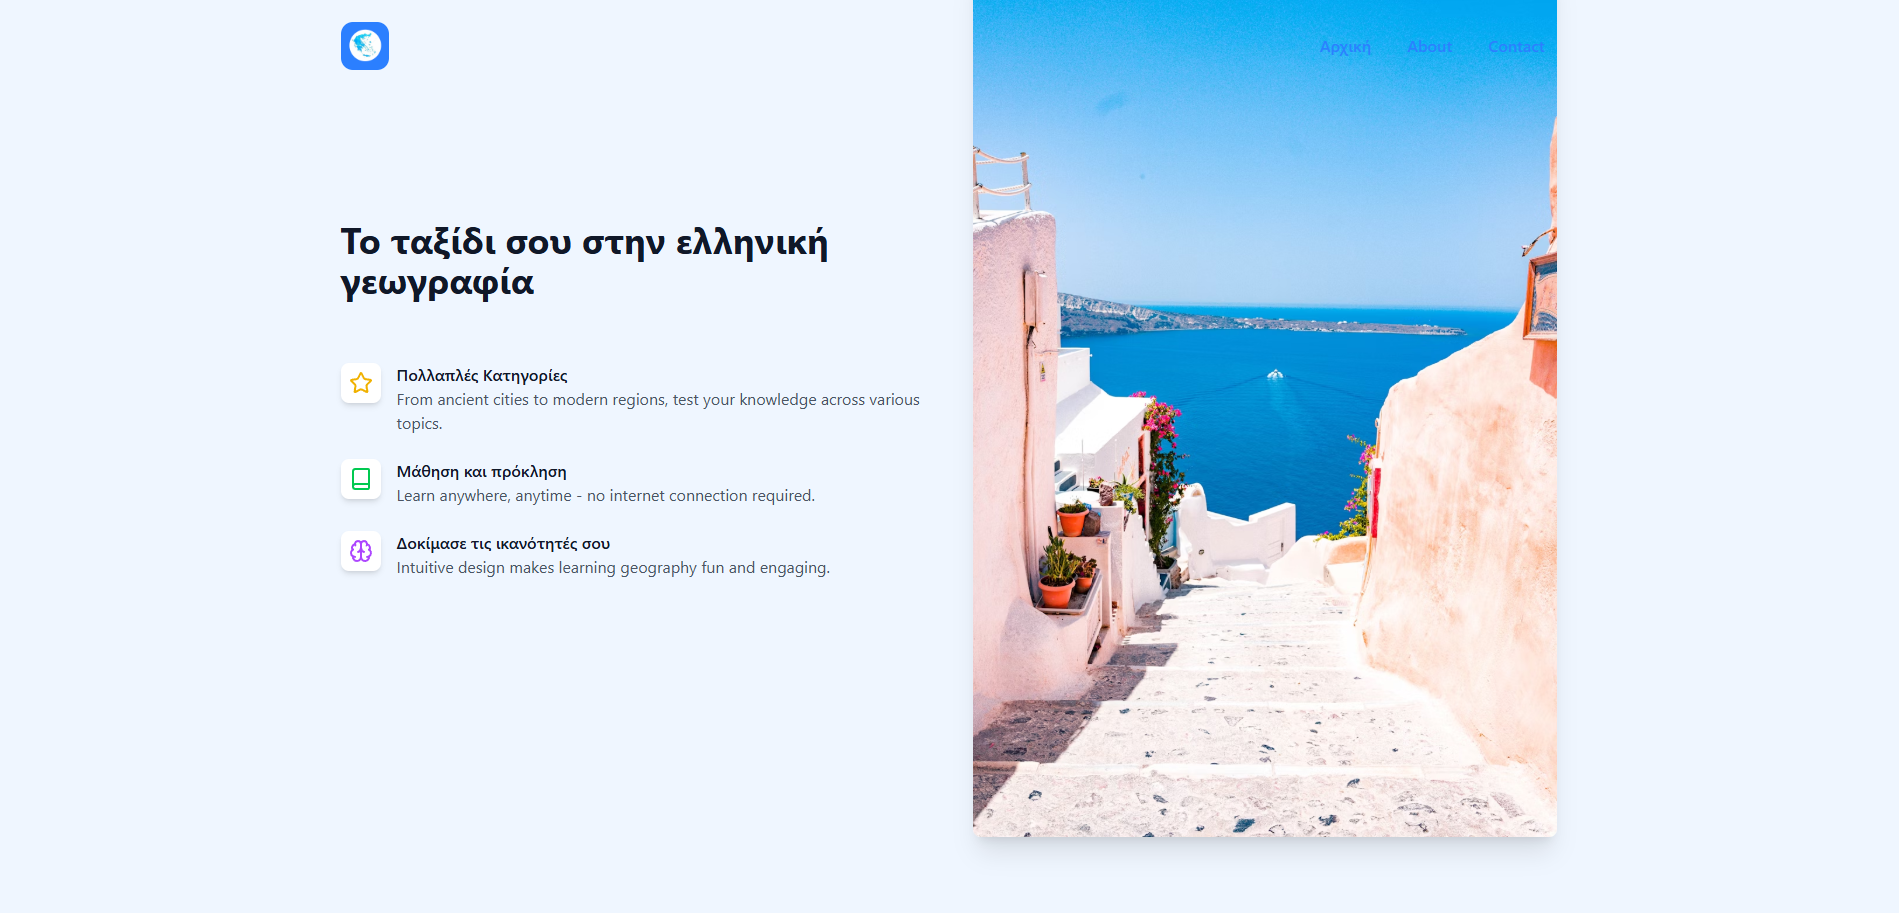 Αρχική About Contact
Το ταξίδι σου στην ελληνική
γεωγραφία
Πολλαπλές Κατηγορίες
From ancient cities to modern regions, test your knowledge across various
topics.
Μάθηση και πρόκληση
Learn anywhere, anytime - no internet connection required.
Δοκίμασε τις ικανότητές σου
Intuitive design makes learning geography fun and engaging.